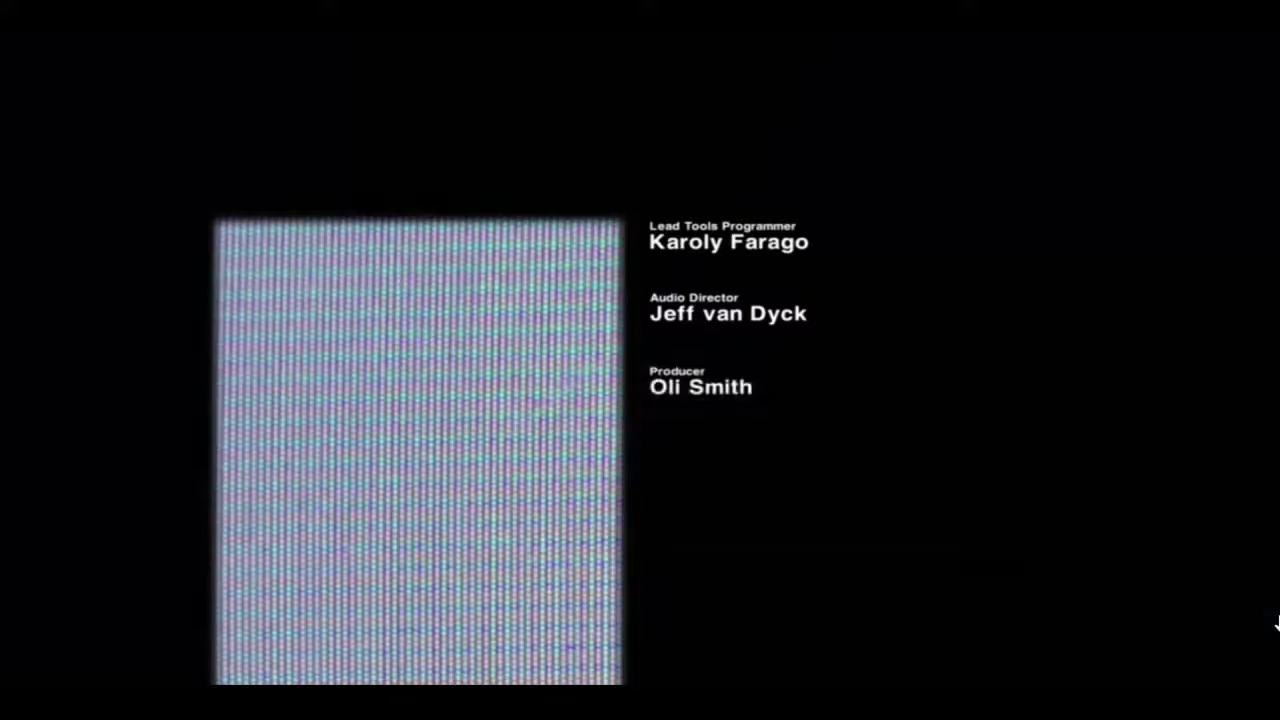 Lead Tools Programmer
Karoly Farago
Audio Director
Jeff van Dyck
Producer
Oli Smith